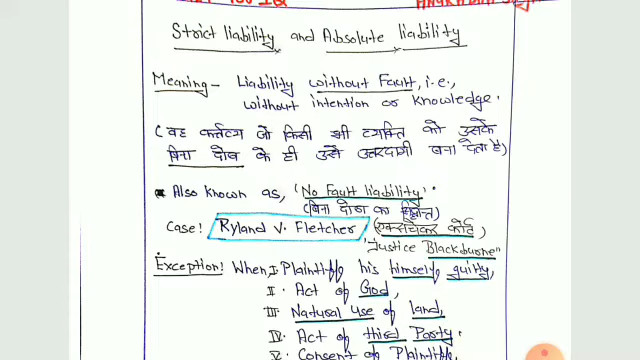 Strict liability and Absolute liability
Meaning - Liability without Fault, i.e.,
without intention or knowledge.
(वह कर्त्तव्य जो किसी भी व्यक्ति को उसके
बिना दोष के ही उसे उत्तरदायी बना देता है)
* Also known as, 'No Fault liability'
(बिना दोष का सिद्धांत)
Case! Ryland V. Fletcher (एक्सचेकर कोर्ट),
"Justice Blackburne"
Exception! When, I. Plaintiff his himsely guilty,
II. Act of God,
III. Natural use of land,
IV. Act of third Party.
V. Consent of Plaintiff,